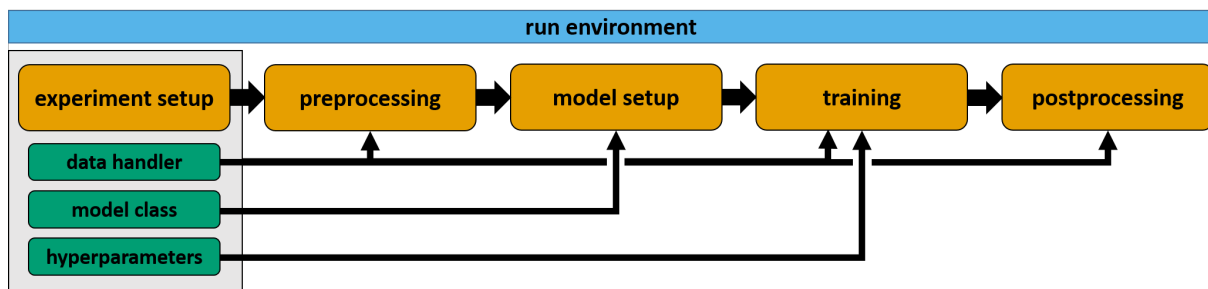 run environment
experiment setup
preprocessing
model setup
training
postprocessing
data handler
model class
hyperparameters